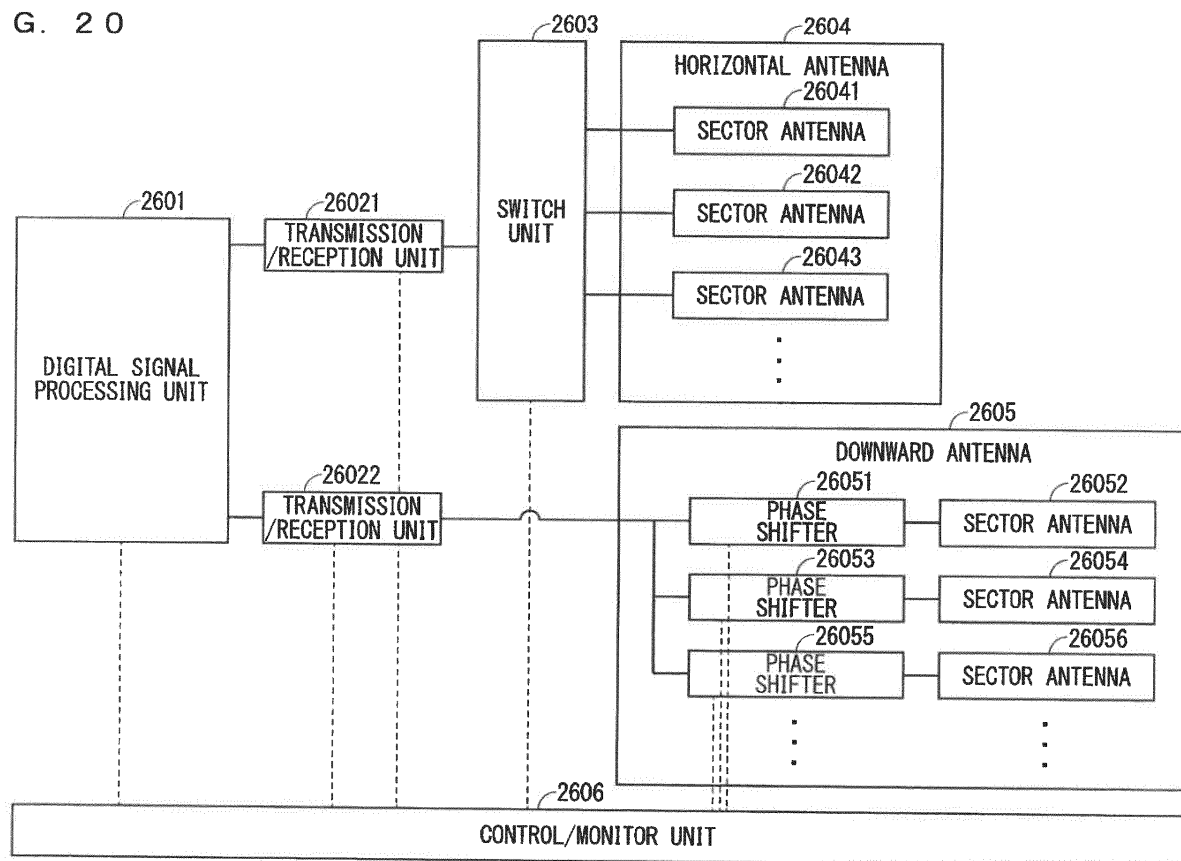 G. 20
2603
2604
HORIZONTAL ANTENNA
26041
SECTOR ANTENNA
26042
SECTOR ANTENNA
26043
SECTOR ANTENNA
2601
26021
TRANSMISSION
/RECEPTION UNIT
SWITCH
UNIT
DIGITAL SIGNAL
PROCESSING UNIT
2605
DOWNWARD ANTENNA
26022
TRANSMISSION
/RECEPTION UNIT
26051
PHASE
SHIFTER
26052
SECTOR ANTENNA
26053
PHASE
SHIFTER
26054
SECTOR ANTENNA
26055
PHASE
SHIFTER
26056
SECTOR ANTENNA
2606
CONTROL/MONITOR UNIT